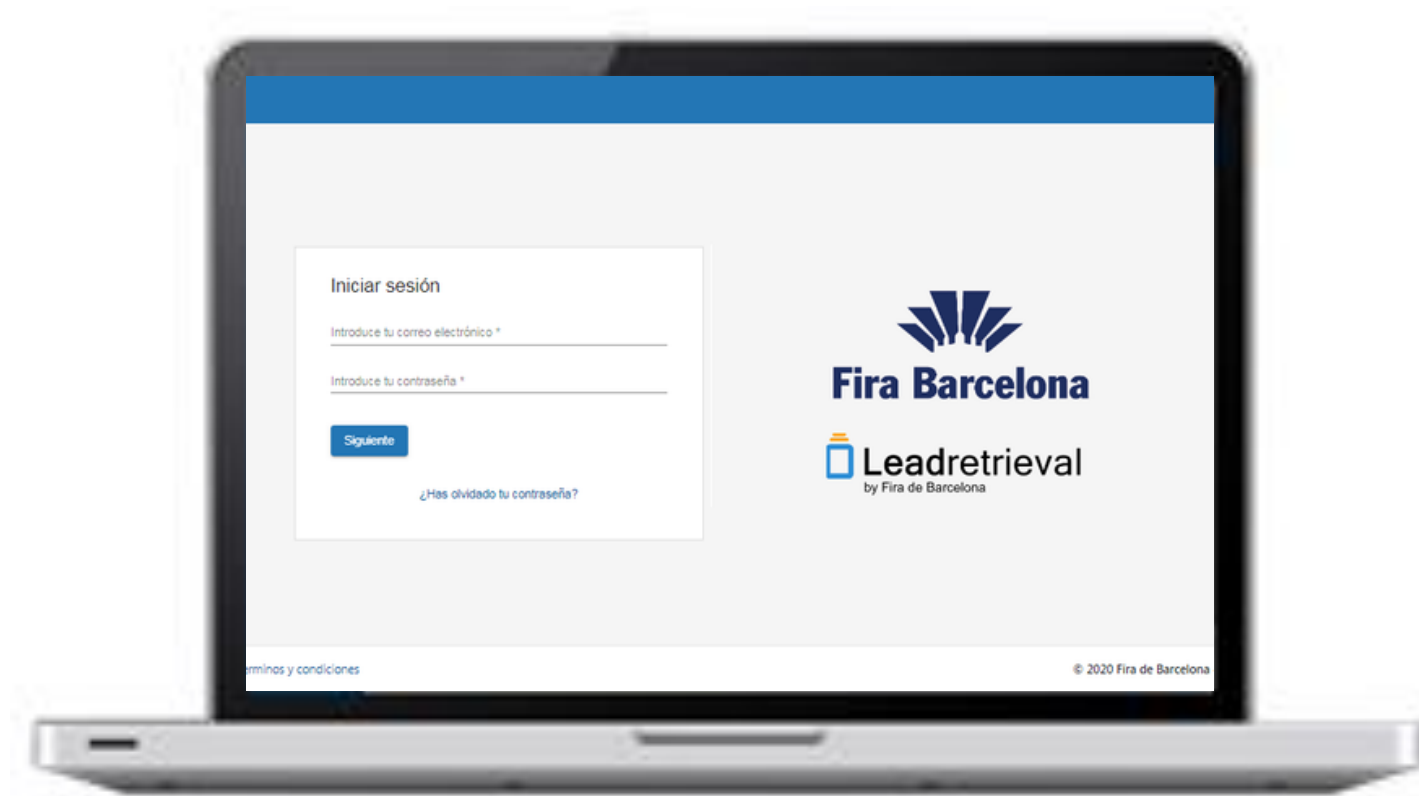 Iniciar sesión
Introduce tu correo electrónico *
Introduce tu contraseña *
Siguiente
¿Has olvidado tu contraseña?
Fira Barcelona
Leadretrieval
by Fira de Barcelona
erminos y condiciones
© 2020 Fira de Barcelona